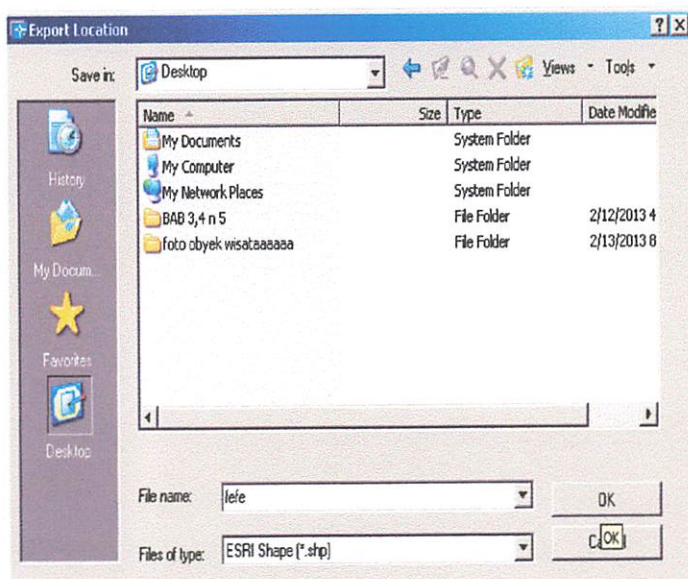 Export Location
Save in: Desktop Views Tools
Name Size Type Date Modifie
My Documents System Folder
My Computer System Folder
My Network Places System Folder
BAB 3,4 n 5 File Folder 2/12/2013 4
foto obyek wisataaaaaa File Folder 2/13/2013 8
History
My Docum...
Favorites
Desktop
File name: OK
Files of type: ESRI Shape (*.shp)
OK